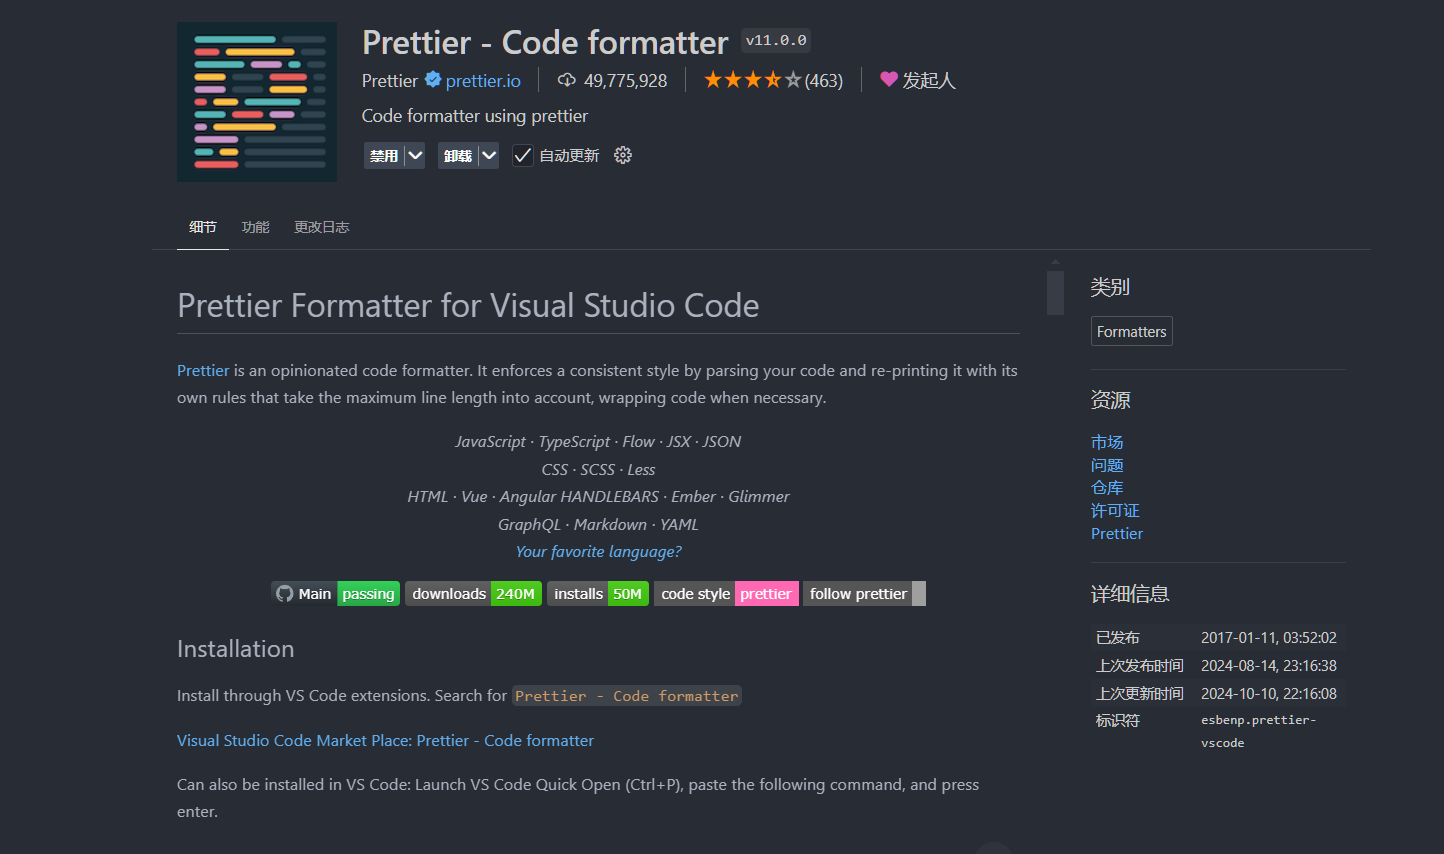 Prettier - Code formatter v11.0.0
Prettier prettier.io 49,775,928 (463) 发起人
Code formatter using prettier
禁用 卸载 自动更新
细节 功能 更改日志
Prettier Formatter for Visual Studio Code
Prettier is an opinionated code formatter. It enforces a consistent style by parsing your code and re-printing it with its
own rules that take the maximum line length into account, wrapping code when necessary.
JavaScript · TypeScript · Flow · JSX · JSON
CSS · SCSS · Less
HTML · Vue · Angular HANDLEBARS · Ember · Glimmer
GraphQL · Markdown · YAML
Your favorite language?
Main passing downloads 240M installs 50M code style prettier follow prettier
Installation
Install through VS Code extensions. Search for Prettier - Code formatter
Visual Studio Code Market Place: Prettier - Code formatter
Can also be installed in VS Code: Launch VS Code Quick Open (Ctrl+P), paste the following command, and press
enter.
类别
Formatters
资源
市场
问题
仓库
许可证
Prettier
详细信息
已发布 2017-01-11, 03:52:02
上次发布时间 2024-08-14, 23:16:38
上次更新时间 2024-10-10, 22:16:08
标识符 esbenp.prettier-
vscode